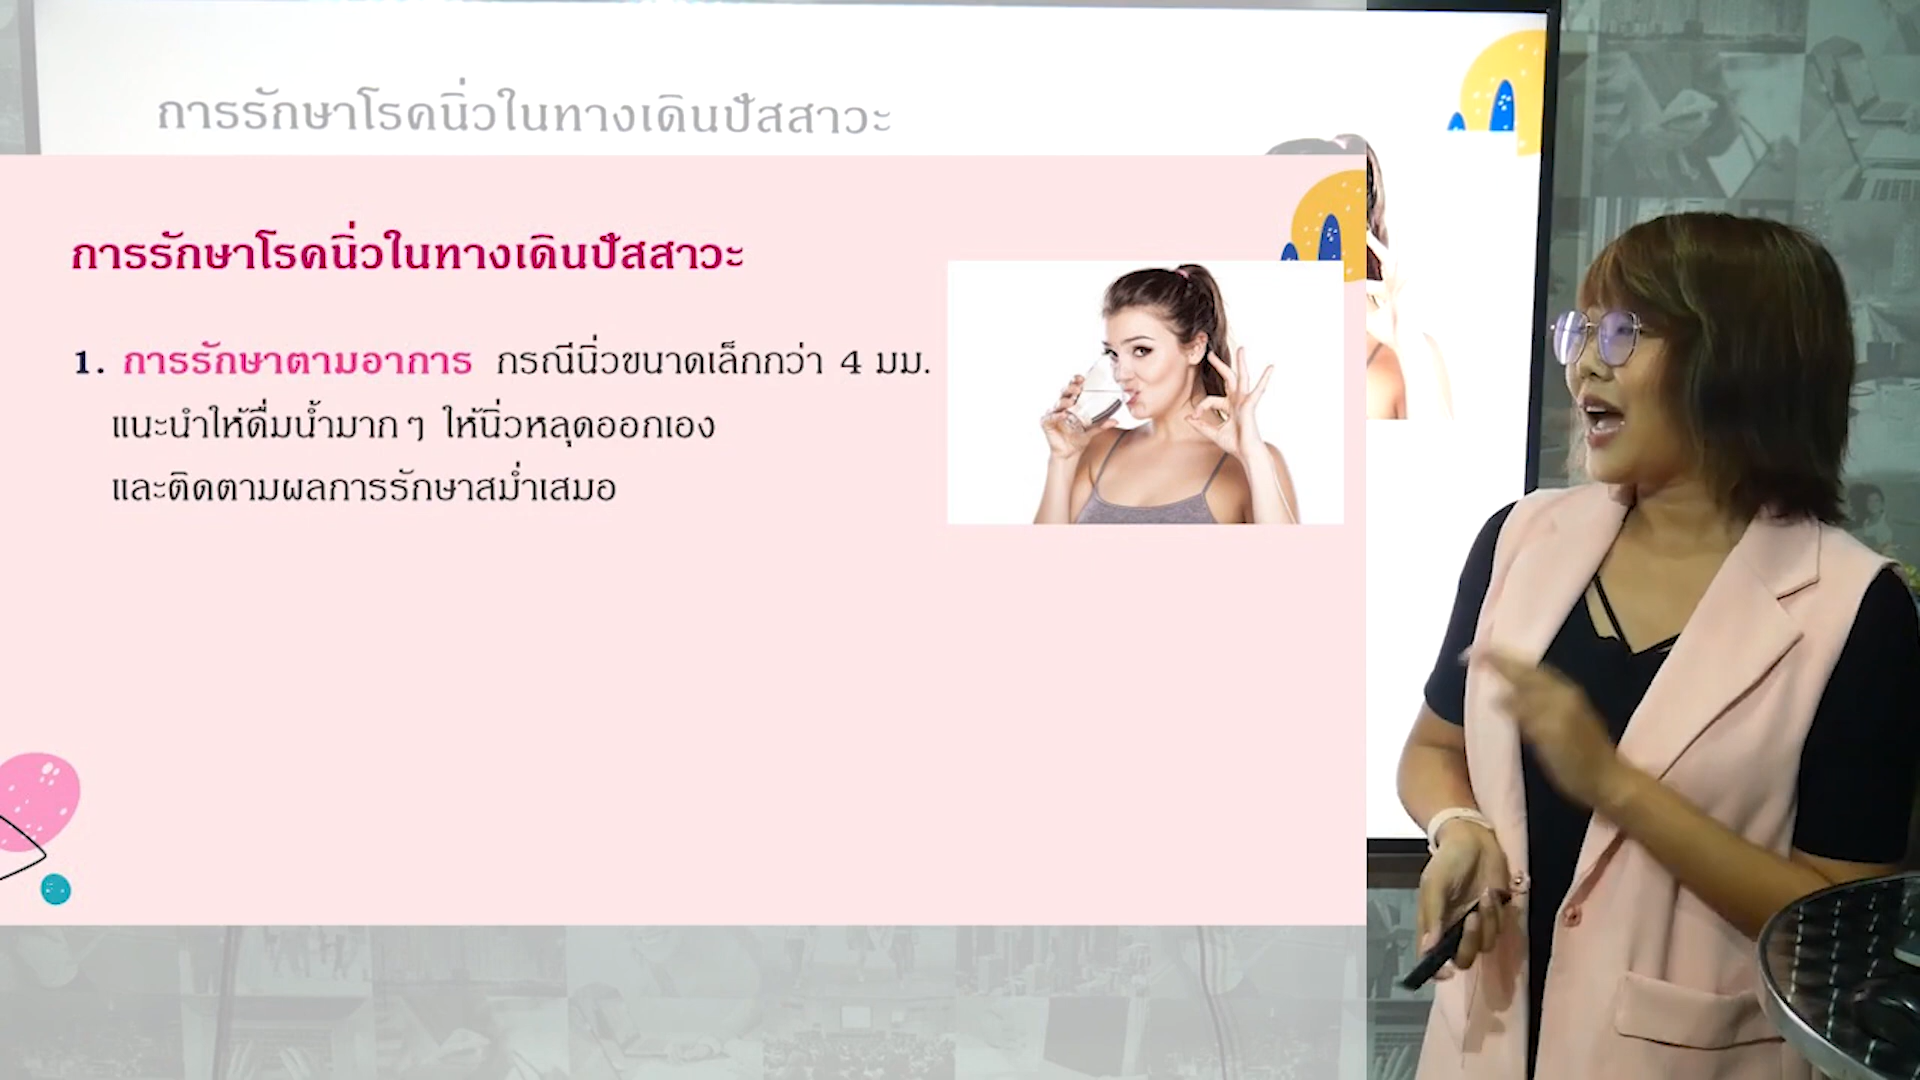 การรักษาโรคนิ่วในทางเดินปัสสาวะ
การรักษาโรคนิ่วในทางเดินปัสสาวะ
1. การรักษาตามอาการ กรณีนิ่วขนาดเล็กกว่า 4 มม.
แนะนำให้ดื่มน้ำมาก ๆ ให้นิ่วหลุดออกเอง
และติดตามผลการรักษาสม่ำเสมอ